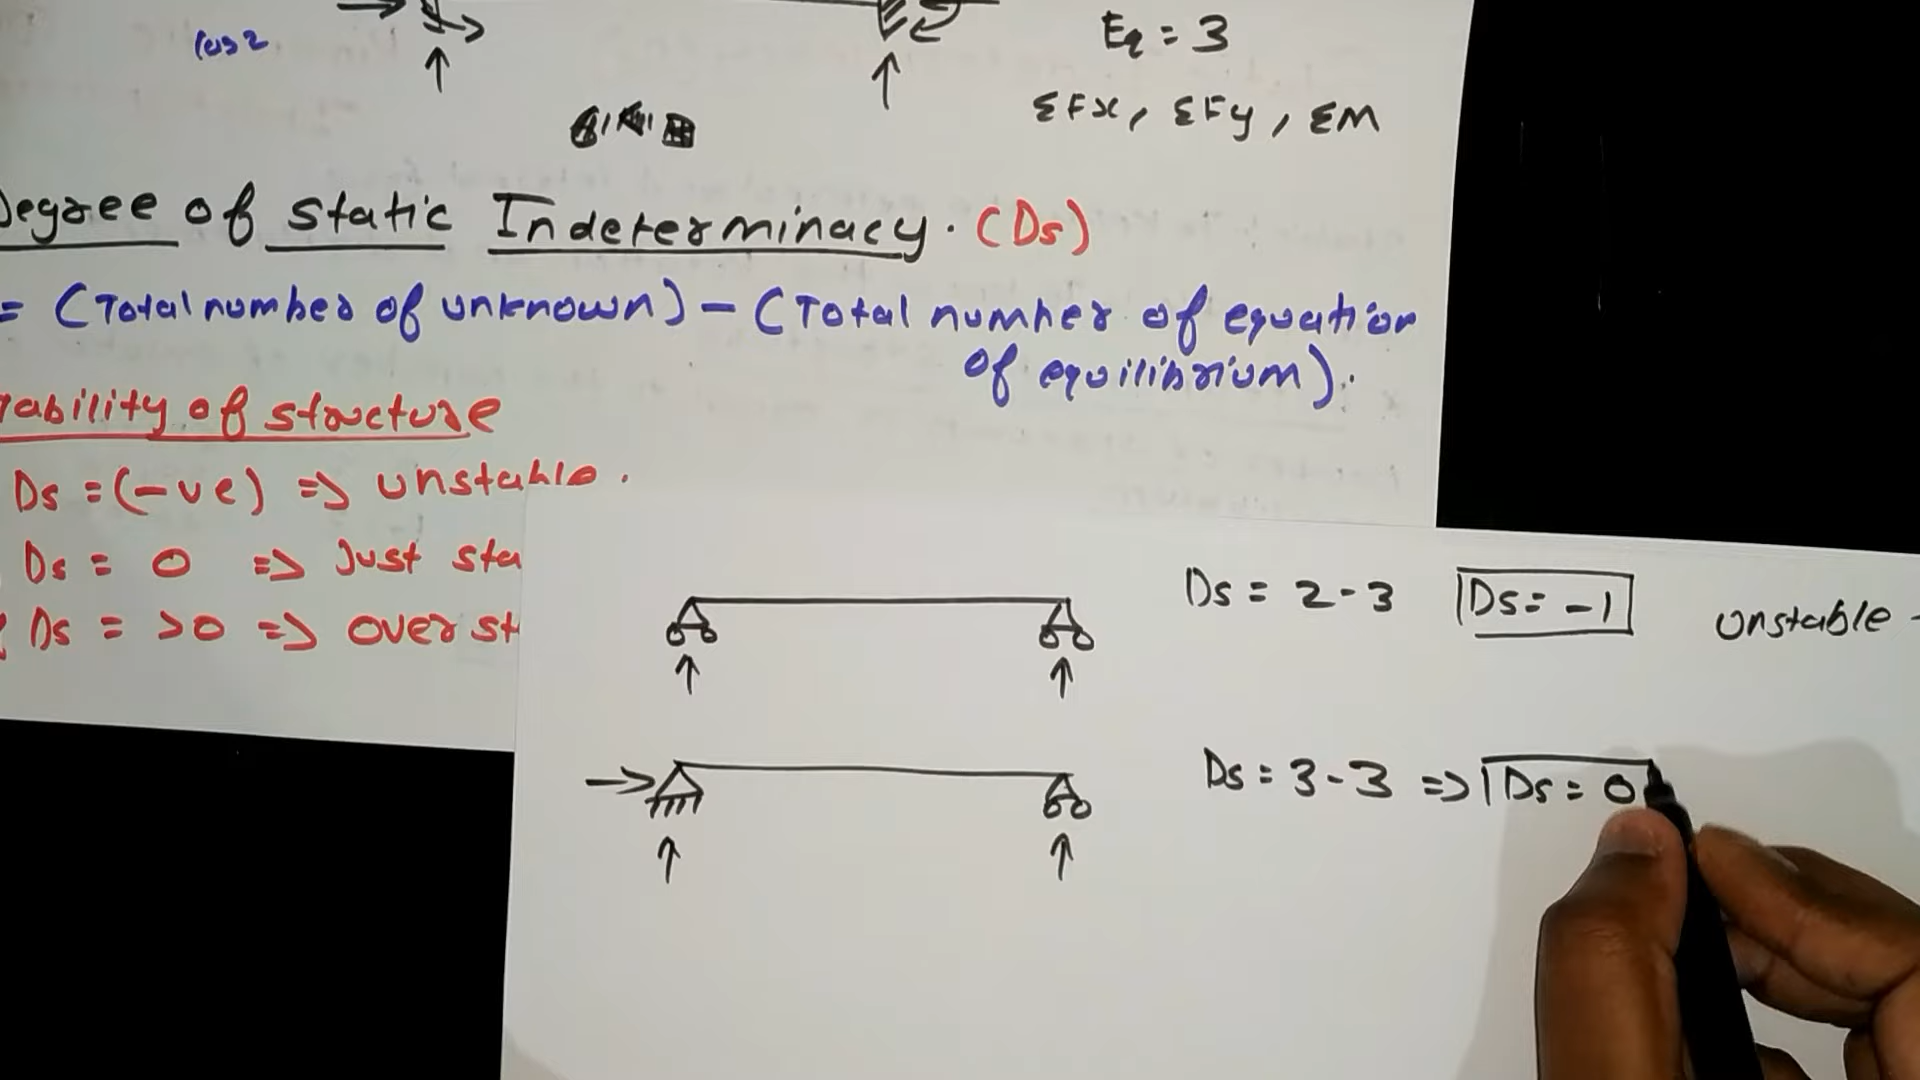 Eq = 3
ΣFx, ΣFy, ΣM
Degree of static Indeterminacy. (Ds)
= (Total number of unknown) - (Total number of equation
of equilibrium).
tability of structure
Ds = (-ve) => unstable.
Ds = 0 => Just sta
Ds = >0 => over st
Ds = 2-3 Ds = -1 unstable
Ds = 3-3 => Ds = 0